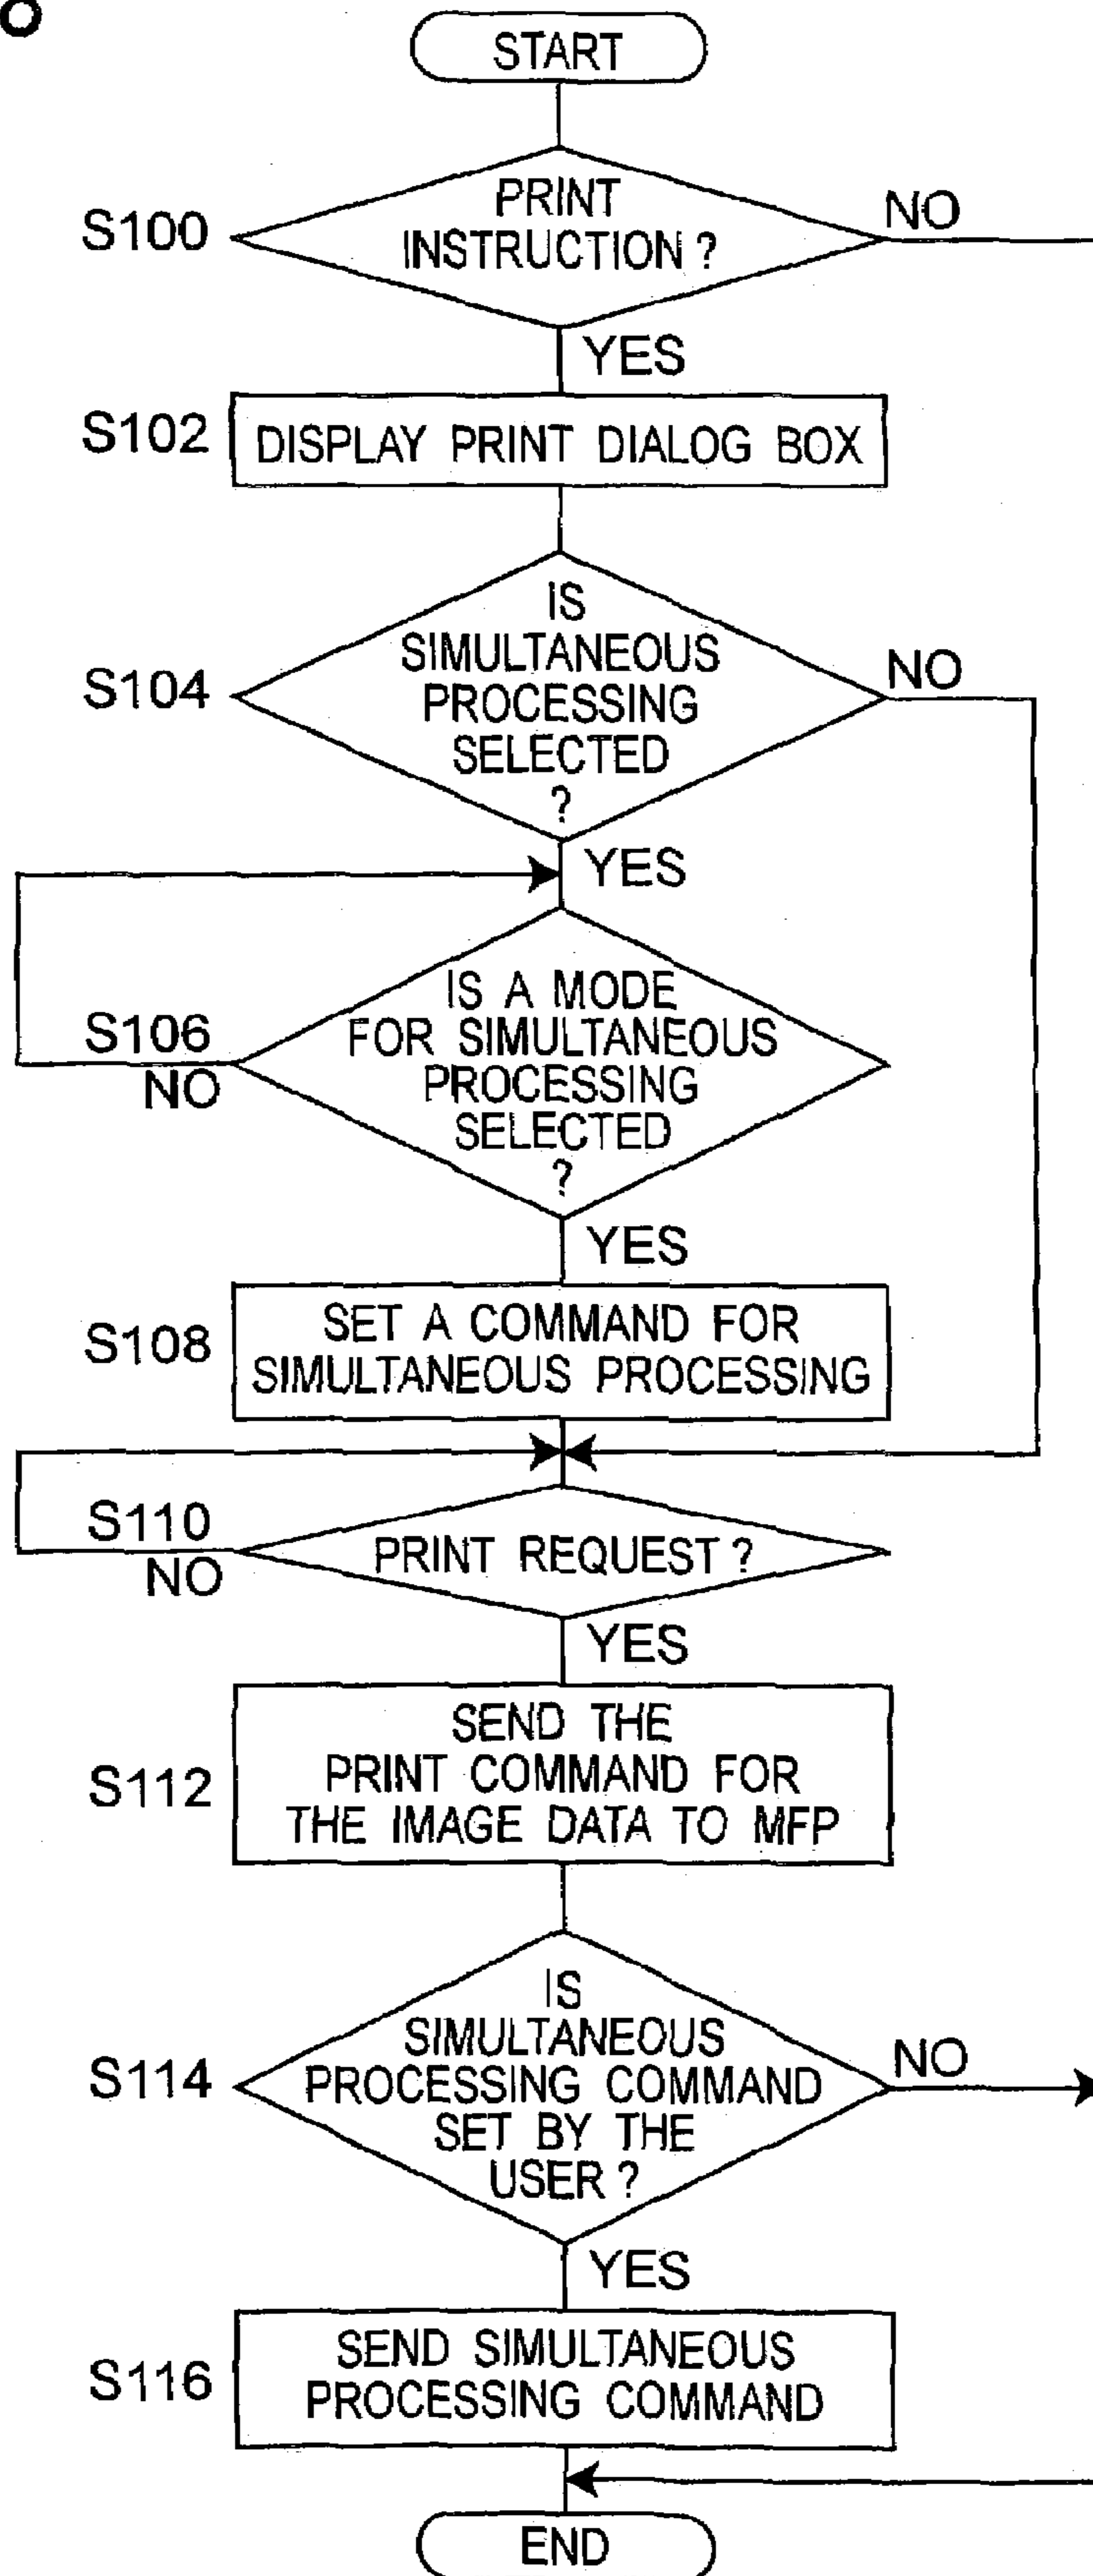 START
PRINT
INSTRUCTION ?
S100
NO
YES
S102
DISPLAY PRINT DIALOG BOX
IS
SIMULTANEOUS
PROCESSING
SELECTED
?
S104
NO
YES
IS A MODE
FOR SIMULTANEOUS
PROCESSING
SELECTED
?
S106
NO
YES
S108
SET A COMMAND FOR
SIMULTANEOUS PROCESSING
S110
NO
PRINT REQUEST ?
YES
S112
SEND THE
PRINT COMMAND FOR
THE IMAGE DATA TO MFP
IS
SIMULTANEOUS
PROCESSING COMMAND
SET BY THE
USER ?
S114
NO
YES
S116
SEND SIMULTANEOUS
PROCESSING COMMAND
END